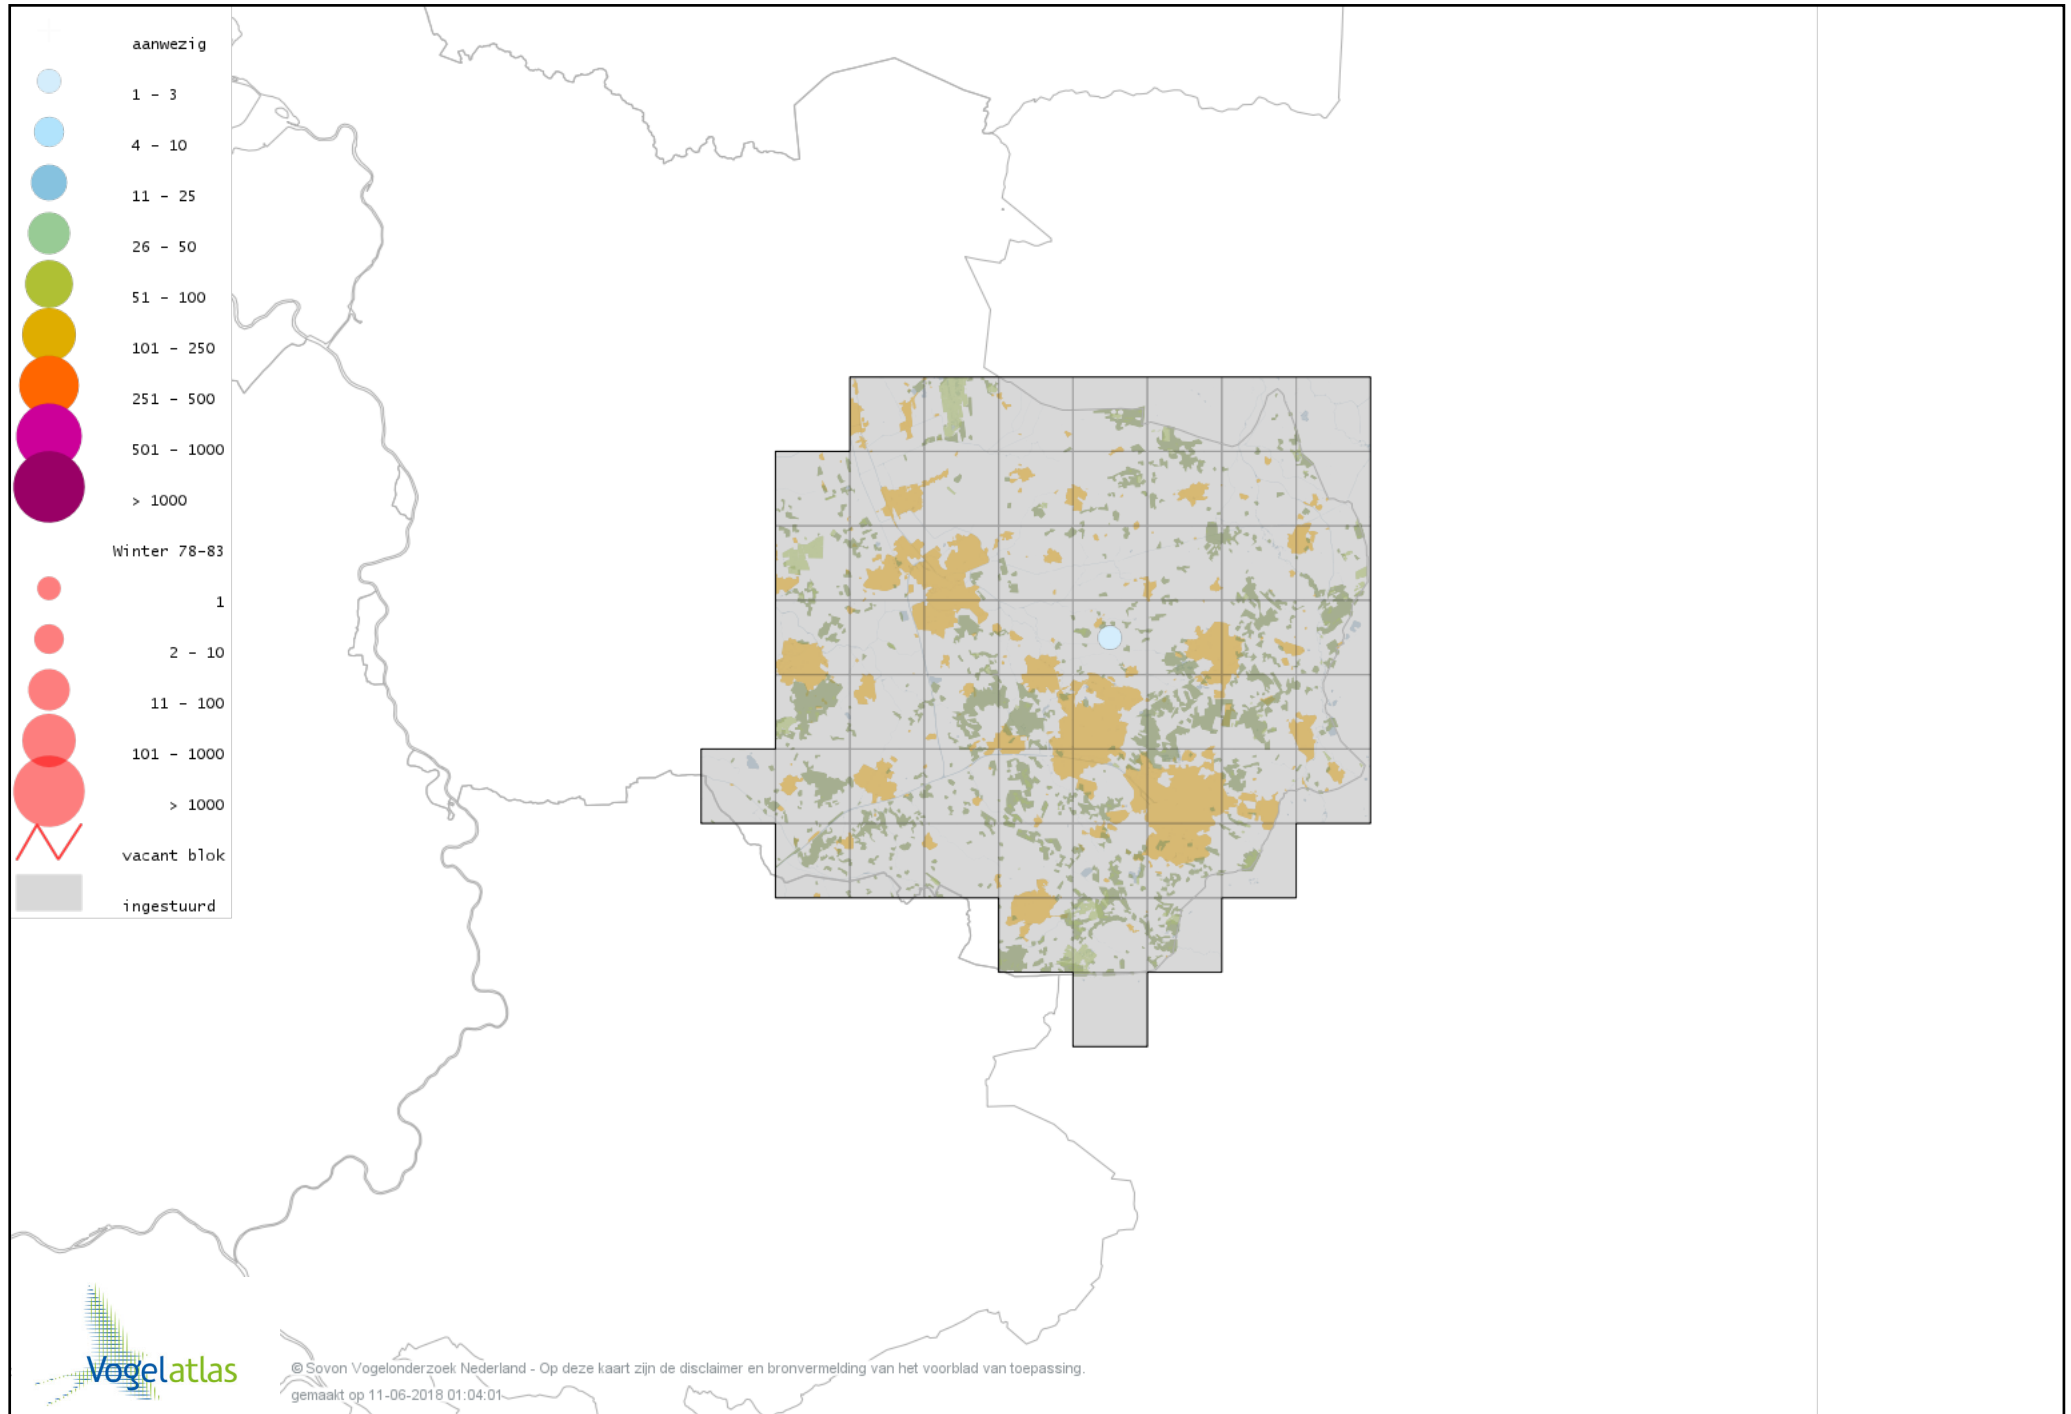 aanwezig
1 - 3
4 - 10
11 - 25
26 - 50
51 - 100
101 - 250
251 - 500
501 - 1000
> 1000
Winter 78-83
1
2 - 10
11 - 100
101 - 1000
> 1000
vacant blok
ingestuurd
Vogelatlas
© Sovon Vogelonderzoek Nederland - Op deze kaart zijn de disclaimer en bronvermelding van het voorblad van toepassing.
gemaakt op 11-06-2018 01:04:01